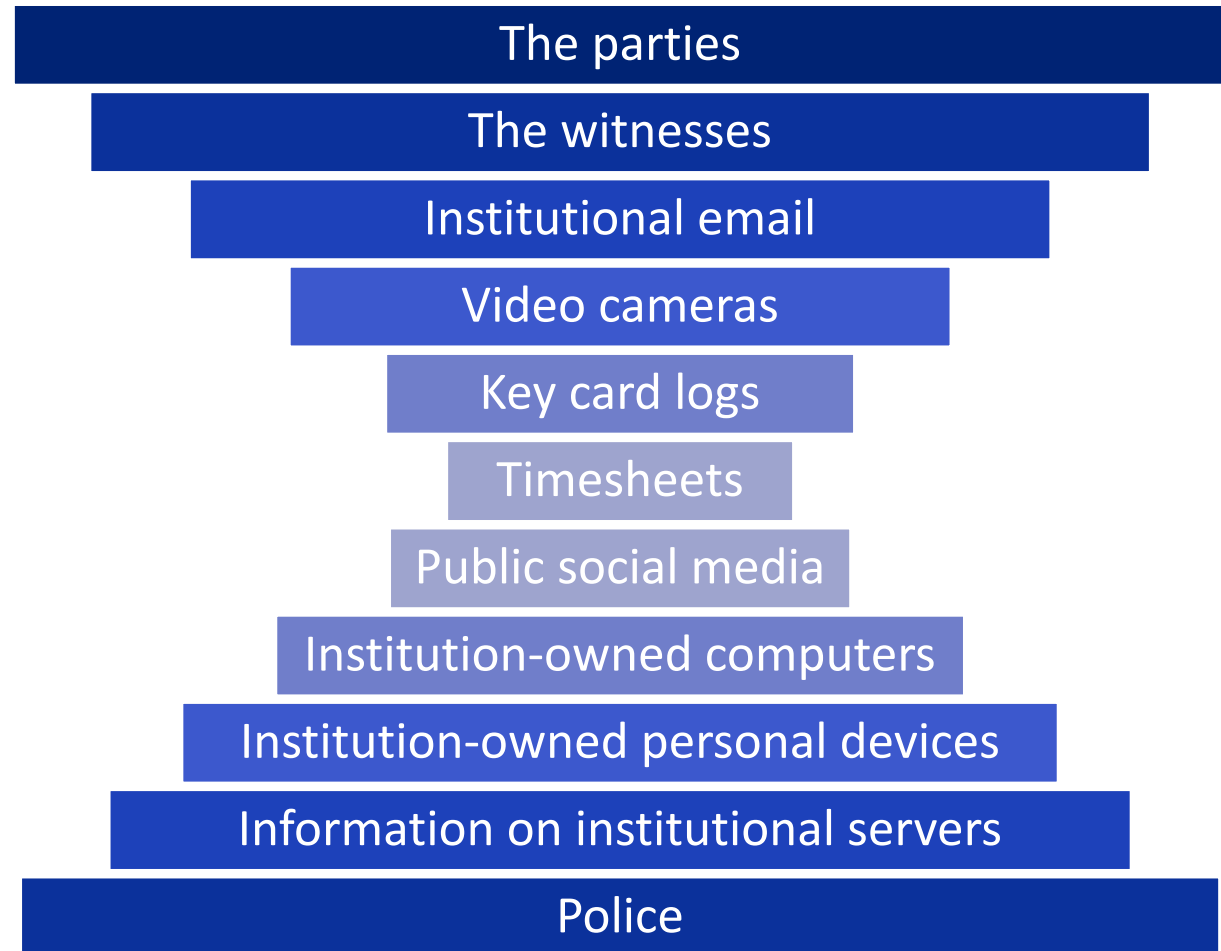 The parties
The witnesses
Institutional email
Video cameras
Key card logs
Timesheets
Public social media
Institution-owned computers
Institution-owned personal devices
Information on institutional servers
Police